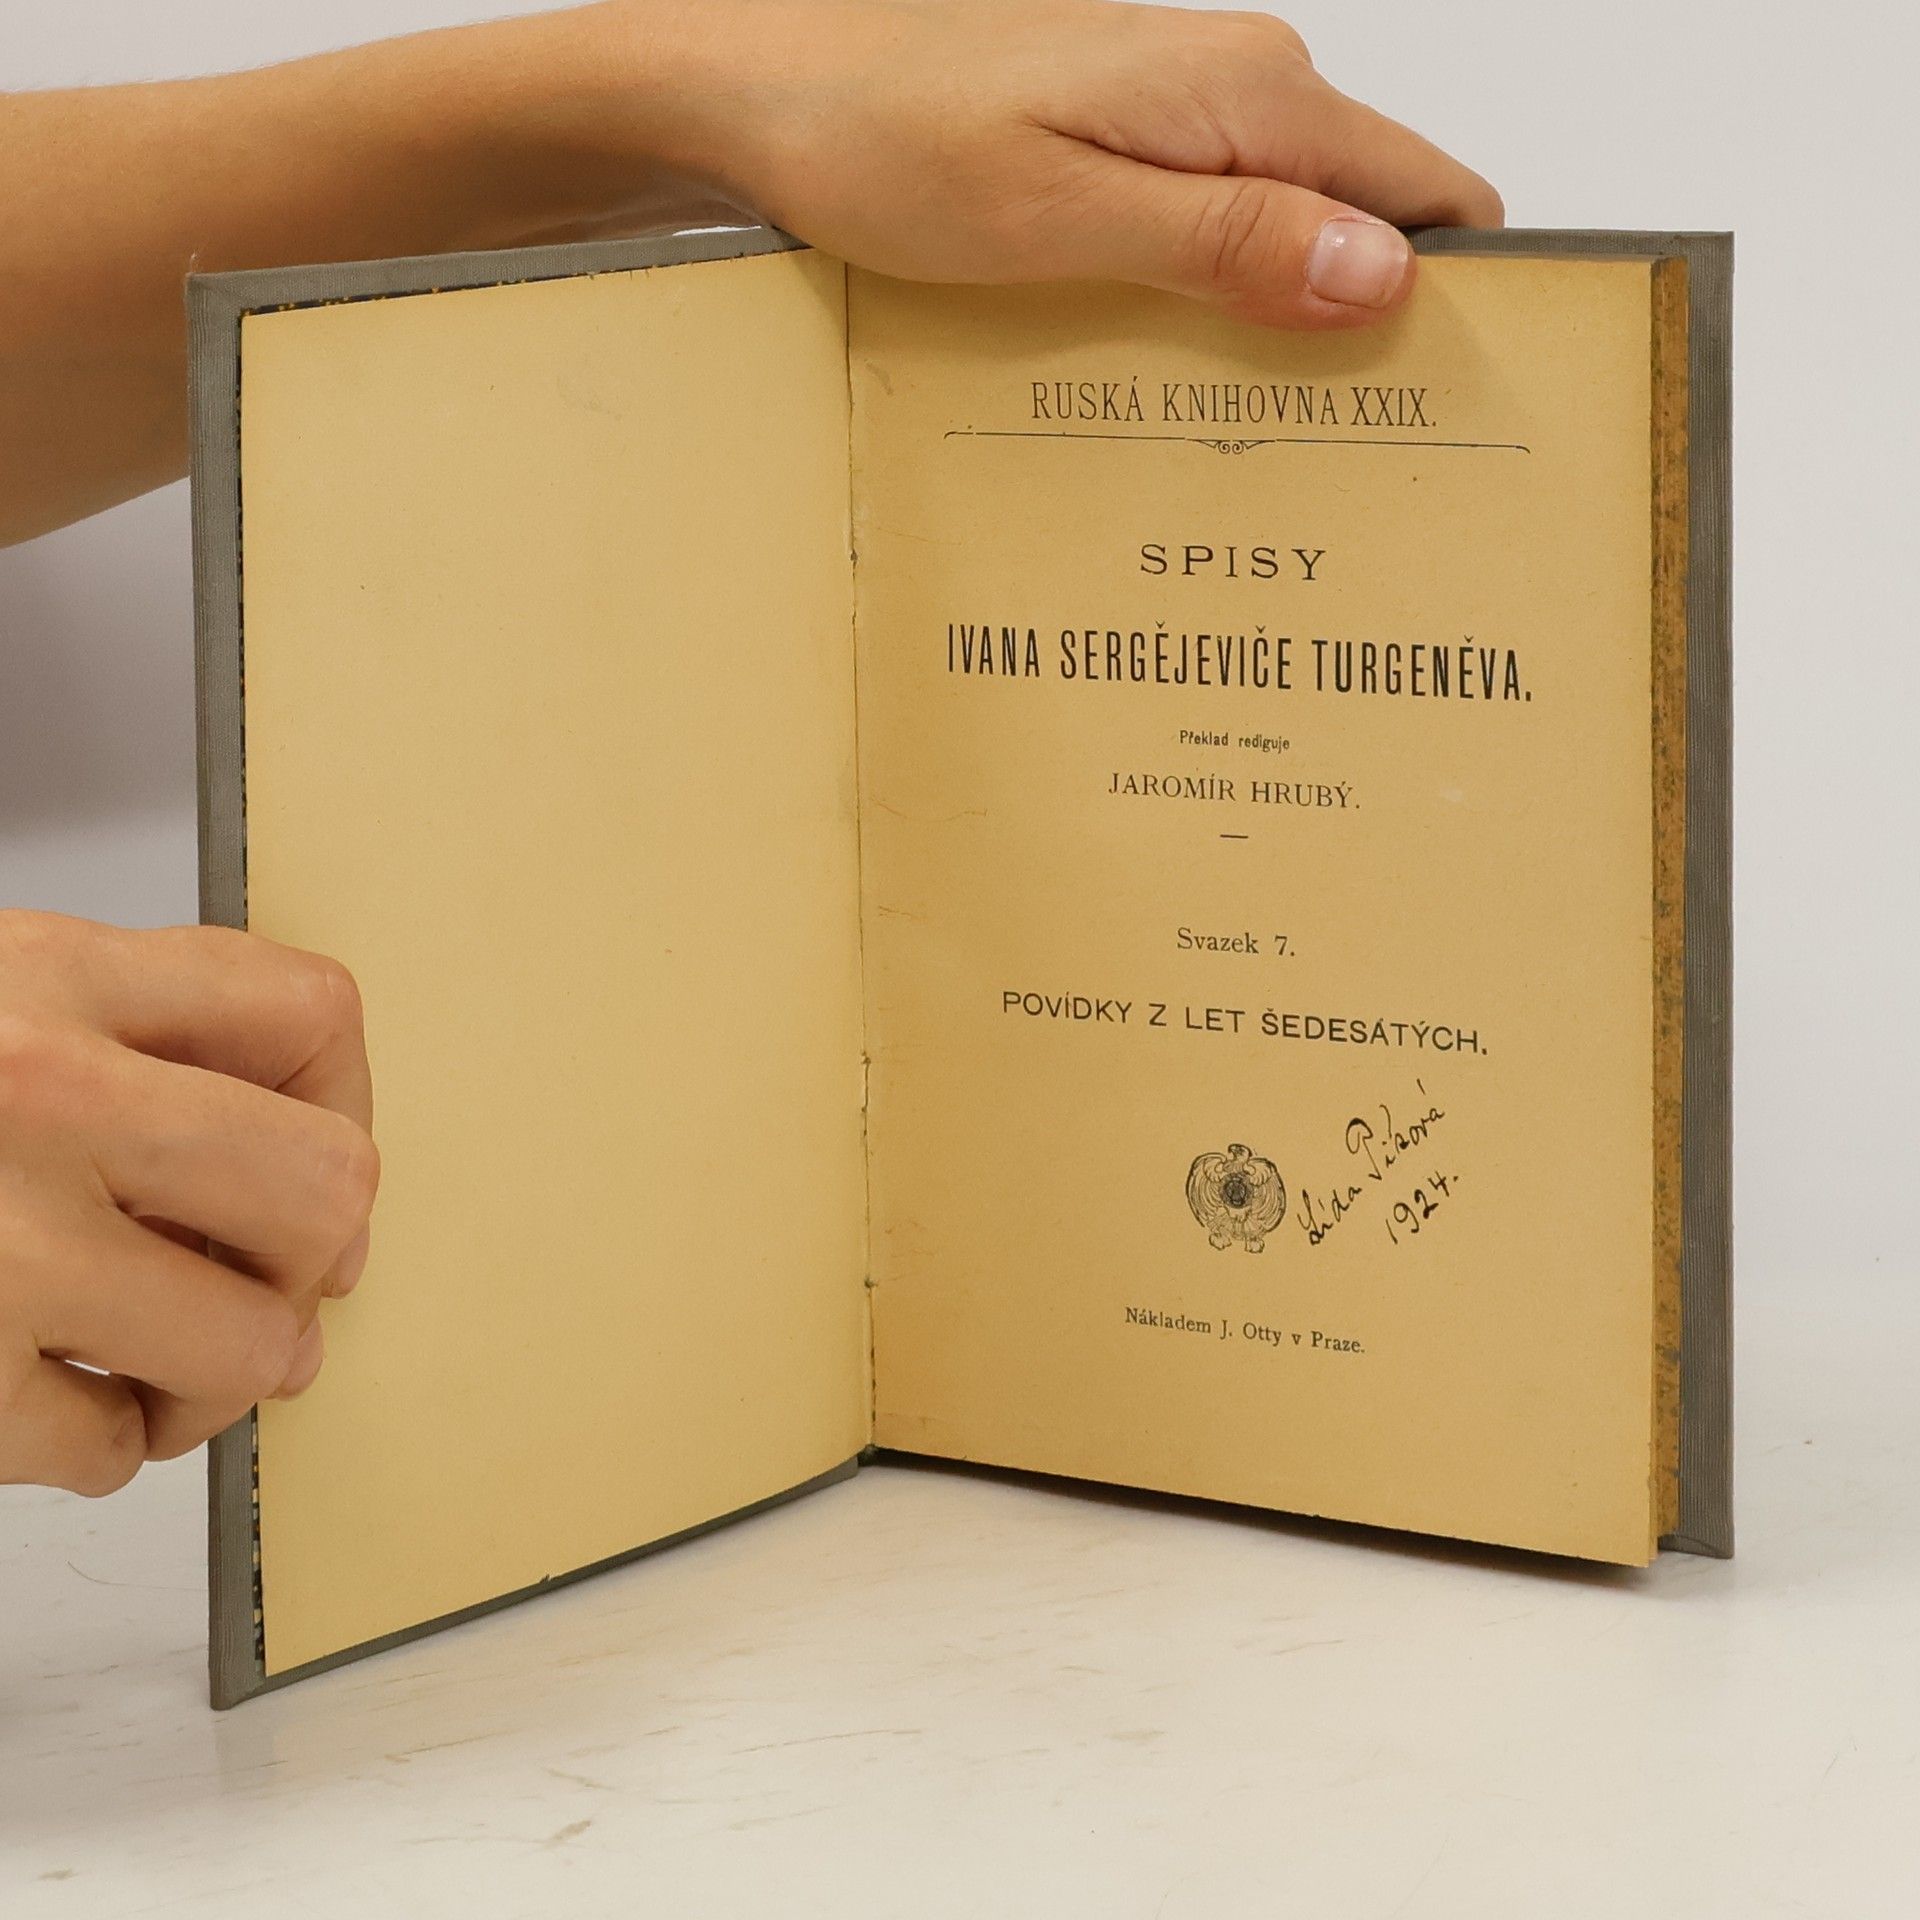 RUSKÁ KNIHOVNA XXIX.
SPISY
IVANA SERGĚJEVIČE TURGENĚVA.
Překlad rediguje
JAROMÍR HRUBÝ.
Svazek 7.
POVÍDKY Z LET ŠEDESÁTÝCH.
Lída
1924.
Nákladem J. Otty v Praze.